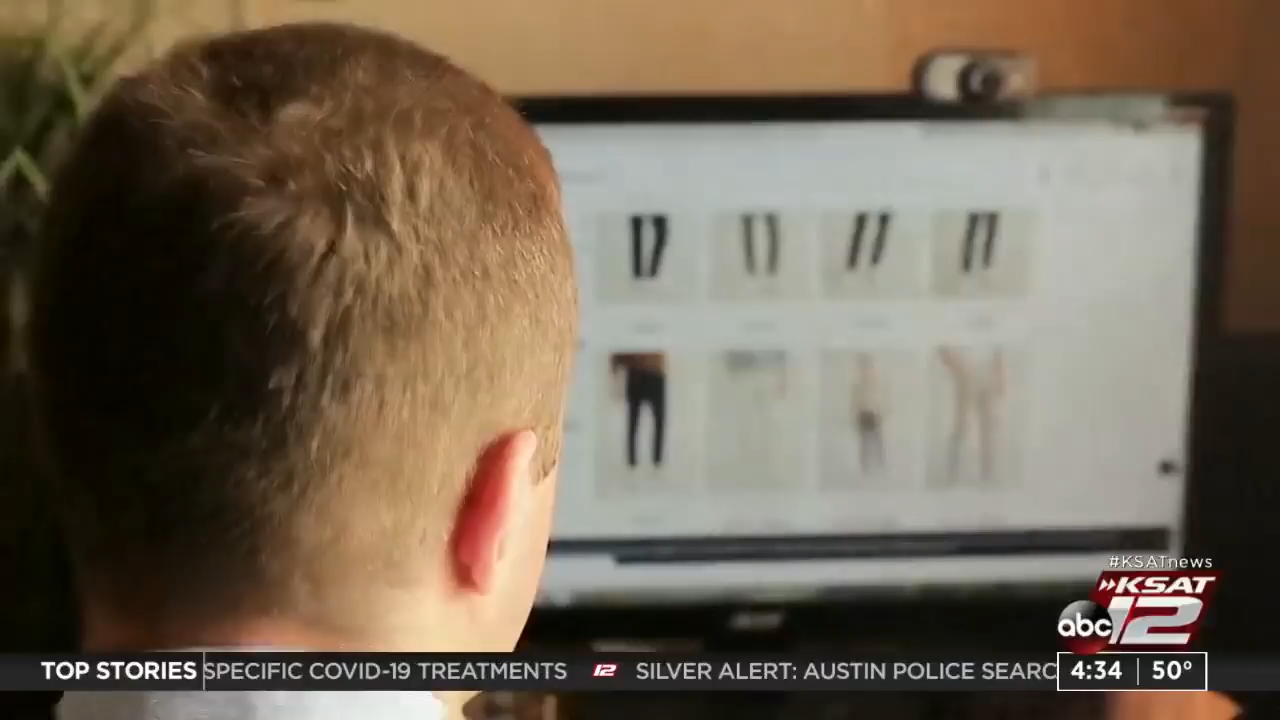 #KSATnews
KSAT
abc 12
TOP STORIES SPECIFIC COVID-19 TREATMENTS 12 SILVER ALERT: AUSTIN POLICE SEARC 4:34 50°